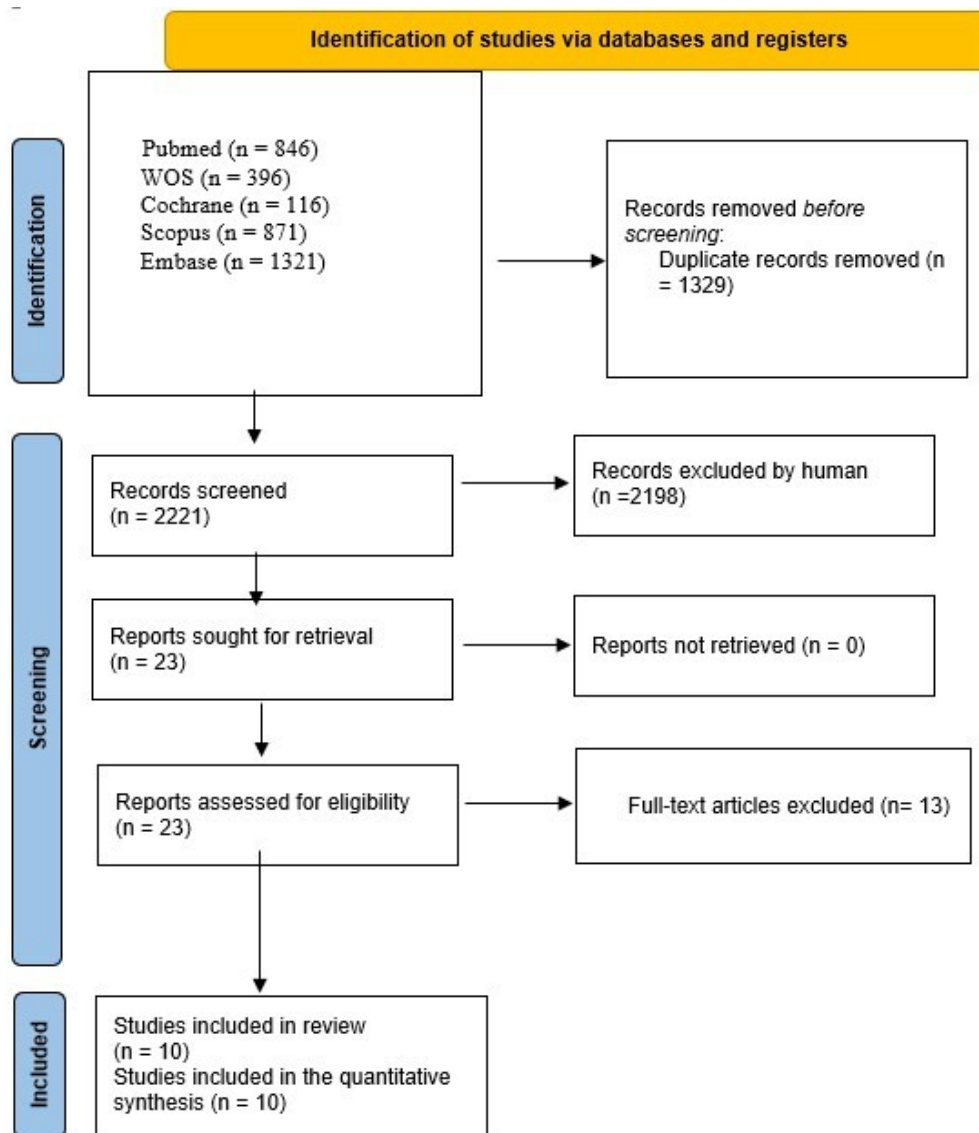 Identification of studies via databases and registers
Identification
Pubmed (n = 846)
WOS (n = 396)
Cochrane (n = 116)
Scopus (n = 871)
Embase (n = 1321)
Records removed before
screening:
Duplicate records removed (n
= 1329)
Screening
Records screened
(n = 2221)
Records excluded by human
(n =2198)
Reports sought for retrieval
(n = 23)
Reports not retrieved (n = 0)
Reports assessed for eligibility
(n = 23)
Full-text articles excluded (n= 13)
Included
Studies included in review
(n = 10)
Studies included in the quantitative
synthesis (n = 10)